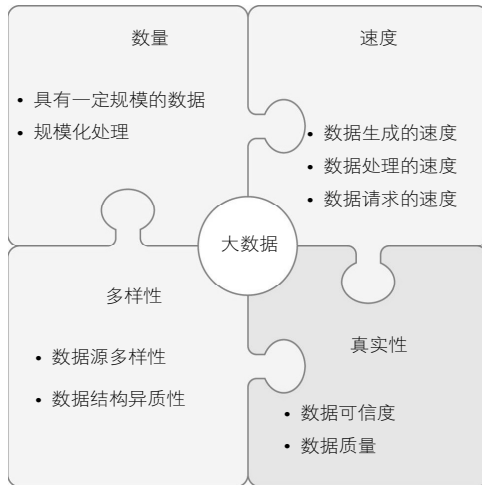 数量
• 具有一定规模的数据
• 规模化处理
速度
• 数据生成的速度
• 数据处理的速度
• 数据请求的速度
大数据
多样性
• 数据源多样性
• 数据结构异质性
真实性
• 数据可信度
• 数据质量